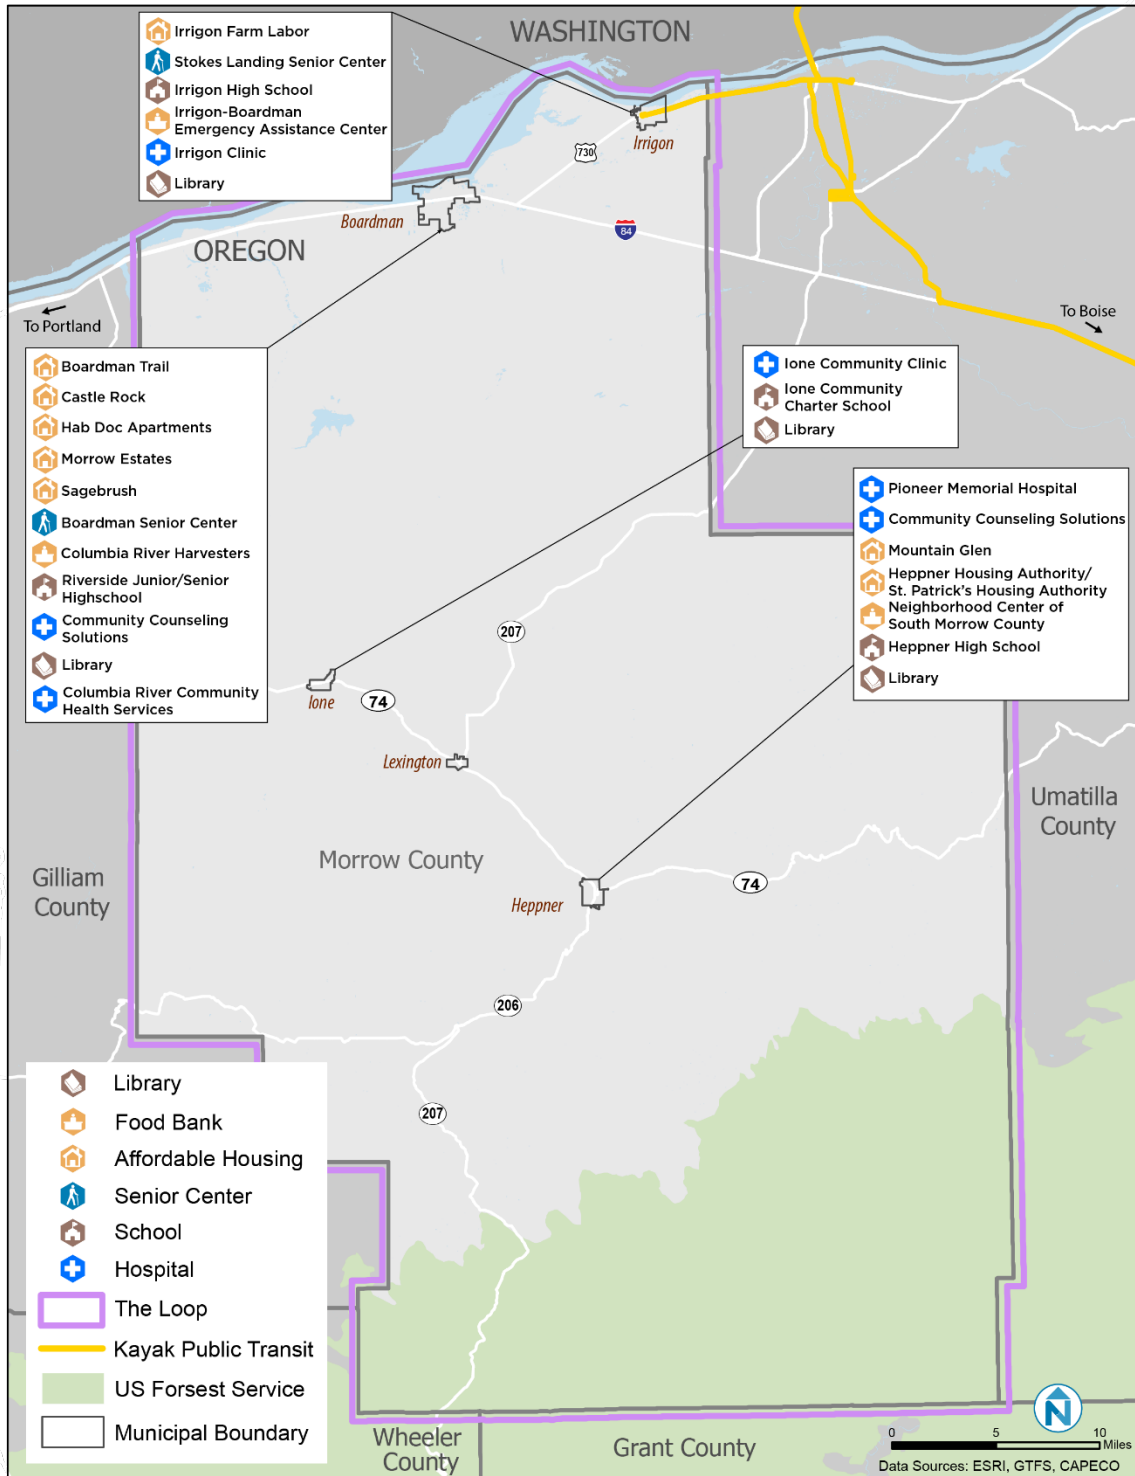 WASHINGTON
Irrigon Farm Labor
Stokes Landing Senior Center
Irrigon High School
Irrigon-Boardman
Emergency Assistance Center
Irrigon Clinic
Library
Irrigon
730
Boardman
84
OREGON
To Portland
To Boise
Boardman Trail
Castle Rock
Hab Doc Apartments
Morrow Estates
Sagebrush
Boardman Senior Center
Columbia River Harvesters
Riverside Junior/Senior
Highschool
Community Counseling
Solutions
Library
Columbia River Community
Health Services
Ione Community Clinic
Ione Community
Charter School
Library
Pioneer Memorial Hospital
Community Counseling Solutions
Mountain Glen
Heppner Housing Authority/
St. Patrick's Housing Authority
Neighborhood Center of
South Morrow County
Heppner High School
Library
207
Ione
74
Lexington
Umatilla
County
Morrow County
Gilliam
County
74
Heppner
206
207
Library
Food Bank
Affordable Housing
Senior Center
School
Hospital
The Loop
Kayak Public Transit
US Forsest Service
Municipal Boundary
Wheeler
County
Grant County
N
0 5 10
Miles
Data Sources: ESRI, GTFS, CAPECO